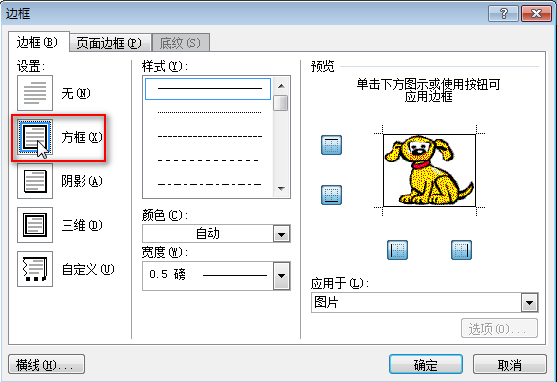 边框
边框(B)
页面边框(P)
底纹(S)
设置:
无(N)
方框(X)
阴影(A)
三维(D)
自定义(U)
样式(Y):
颜色(C):
自动
宽度(W):
0.5 磅
预览
单击下方图示或使用按钮可
应用边框
应用于(L):
图片
选项(O)...
横线(H)...
确定
取消